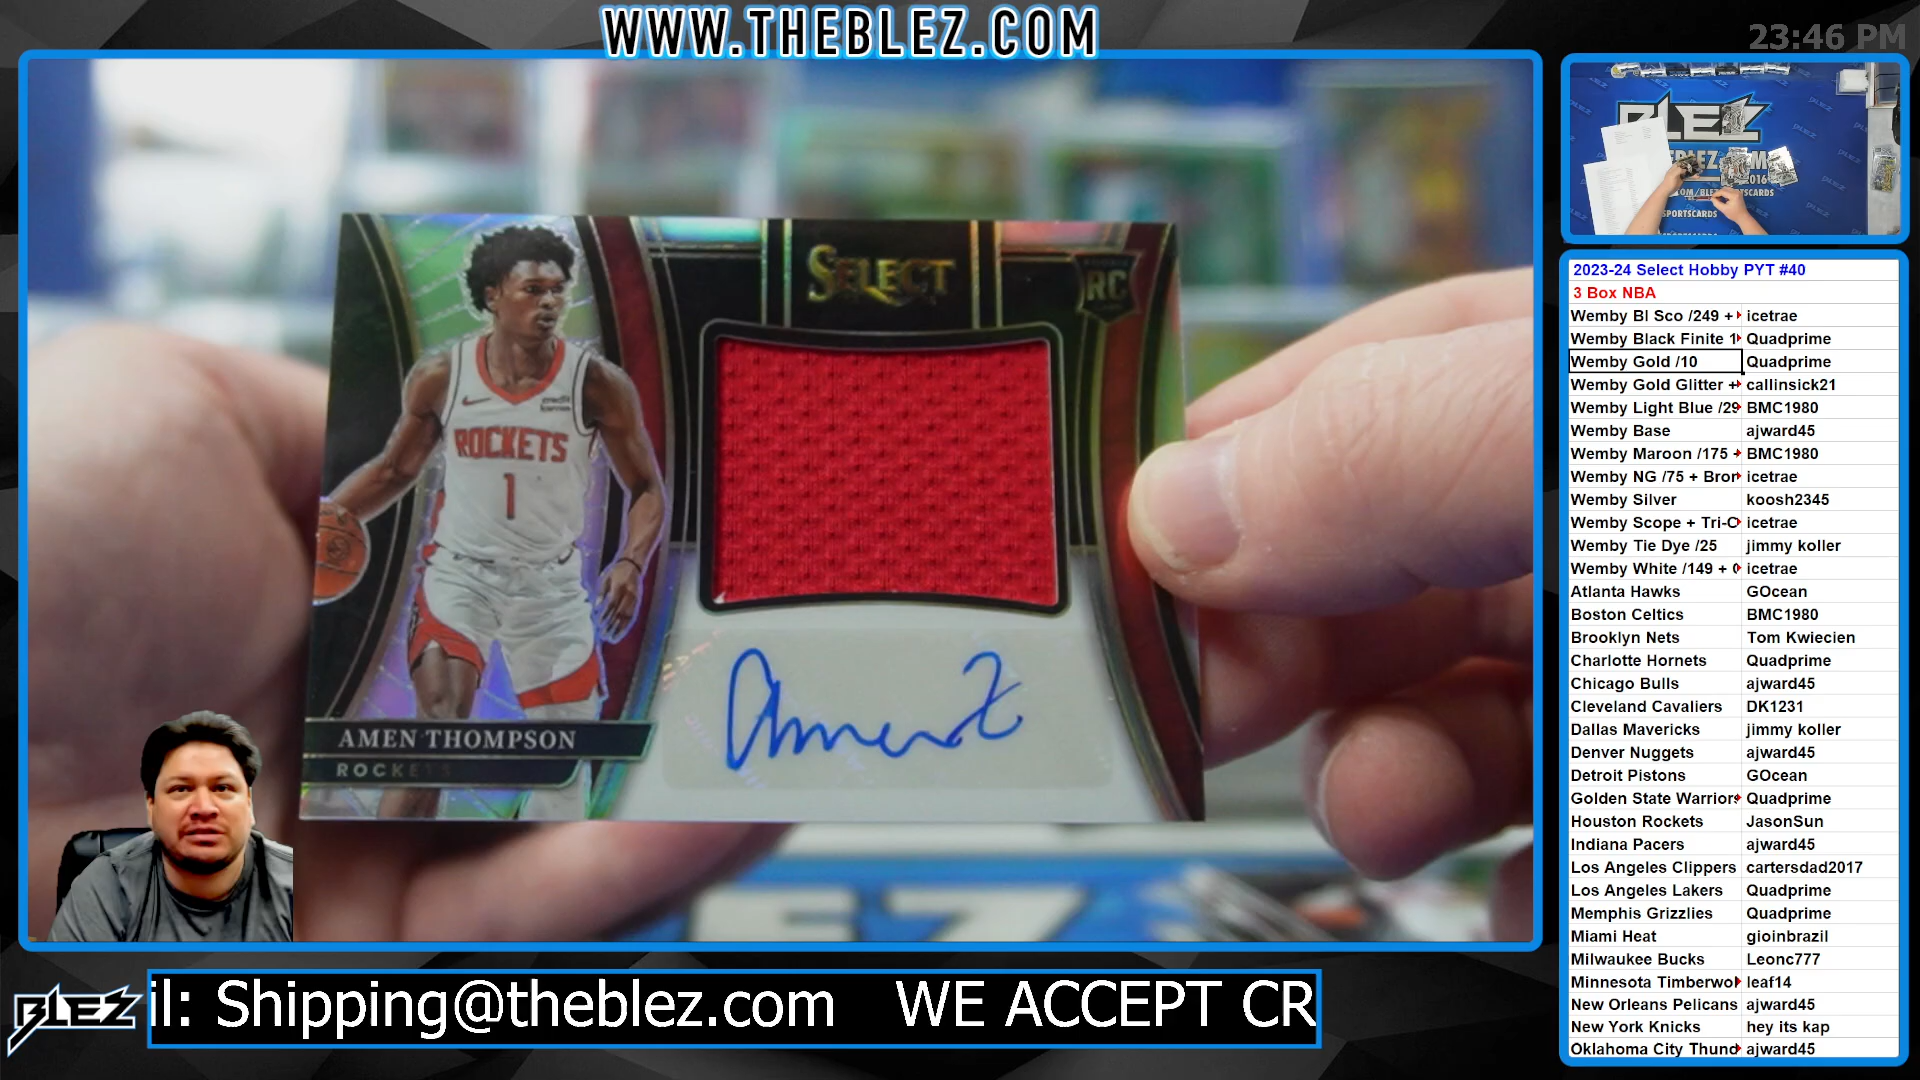 WWW.THEBLEZ.COM
23:46 PM
SELECT
RC
credit karma
ROCKETS
1
AMEN THOMPSON
ROCKETS
BLEZ
SPORTSCARDS
2023-24 Select Hobby PYT #40
3 Box NBA
Wemby Bl Sco /249 + icetrae
Wemby Black Finite 1 Quadprime
Wemby Gold /10 Quadprime
Wemby Gold Glitter + callinsick21
Wemby Light Blue /29 BMC1980
Wemby Base ajward45
Wemby Maroon /175 + BMC1980
Wemby NG /75 + Bron icetrae
Wemby Silver koosh2345
Wemby Scope + Tri-C icetrae
Wemby Tie Dye /25 jimmy koller
Wemby White /149 + icetrae
Atlanta Hawks GOcean
Boston Celtics BMC1980
Brooklyn Nets Tom Kwiecien
Charlotte Hornets Quadprime
Chicago Bulls ajward45
Cleveland Cavaliers DK1231
Dallas Mavericks jimmy koller
Denver Nuggets ajward45
Detroit Pistons GOcean
Golden State Warriors Quadprime
Houston Rockets JasonSun
Indiana Pacers ajward45
Los Angeles Clippers cartersdad2017
Los Angeles Lakers Quadprime
Memphis Grizzlies Quadprime
Miami Heat gioinbrazil
Milwaukee Bucks Leonc777
Minnesota Timberwol leaf14
New Orleans Pelicans ajward45
New York Knicks hey its kap
Oklahoma City Thund ajward45
BLEZ
il: Shipping@theblez.com WE ACCEPT CR